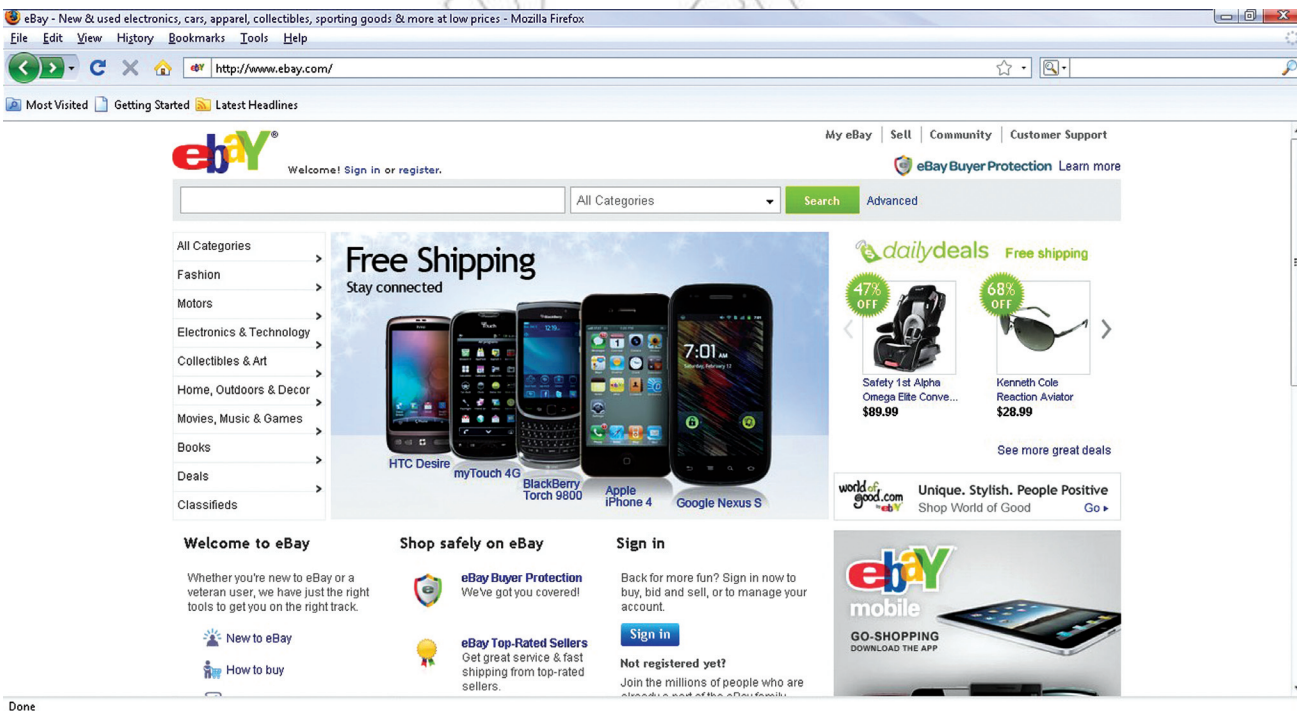 eBay - New & used electronics, cars, apparel, collectibles, sporting goods & more at low prices - Mozilla Firefox
File Edit View History Bookmarks Tools Help
http://www.ebay.com/
Most Visited Getting Started Latest Headlines
ebay®
Welcome! Sign in or register.
My eBay Sell Community Customer Support
eBay Buyer Protection Learn more
All Categories Search Advanced
All Categories
Fashion
Motors
Electronics & Technology
Collectibles & Art
Home, Outdoors & Decor
Movies, Music & Games
Books
Deals
Classifieds
Free Shipping
Stay connected
7:01 AM
HTC Desire
myTouch 4G
BlackBerry
Torch 9800
Apple
iPhone 4
Google Nexus S
dailydeals Free shipping
47%
OFF
68%
OFF
Safety 1st Alpha
Omega Elite Conve...
$89.99
Kenneth Cole
Reaction Aviator
$28.99
See more great deals
world of
good.com
by ebY
Unique. Stylish. People Positive
Shop World of Good Go
Welcome to eBay
Whether you're new to eBay or a
veteran user, we have just the right
tools to get you on the right track.
New to eBay
How to buy
Shop safely on eBay
eBay Buyer Protection
We've got you covered!
eBay Top-Rated Sellers
Get great service & fast
shipping from top-rated
sellers.
Sign in
Back for more fun? Sign in now to
buy, bid and sell, or to manage your
account.
Sign in
Not registered yet?
Join the millions of people who are
already a part of the eBay family
ebay
mobile
GO-SHOPPING
DOWNLOAD THE APP
Done